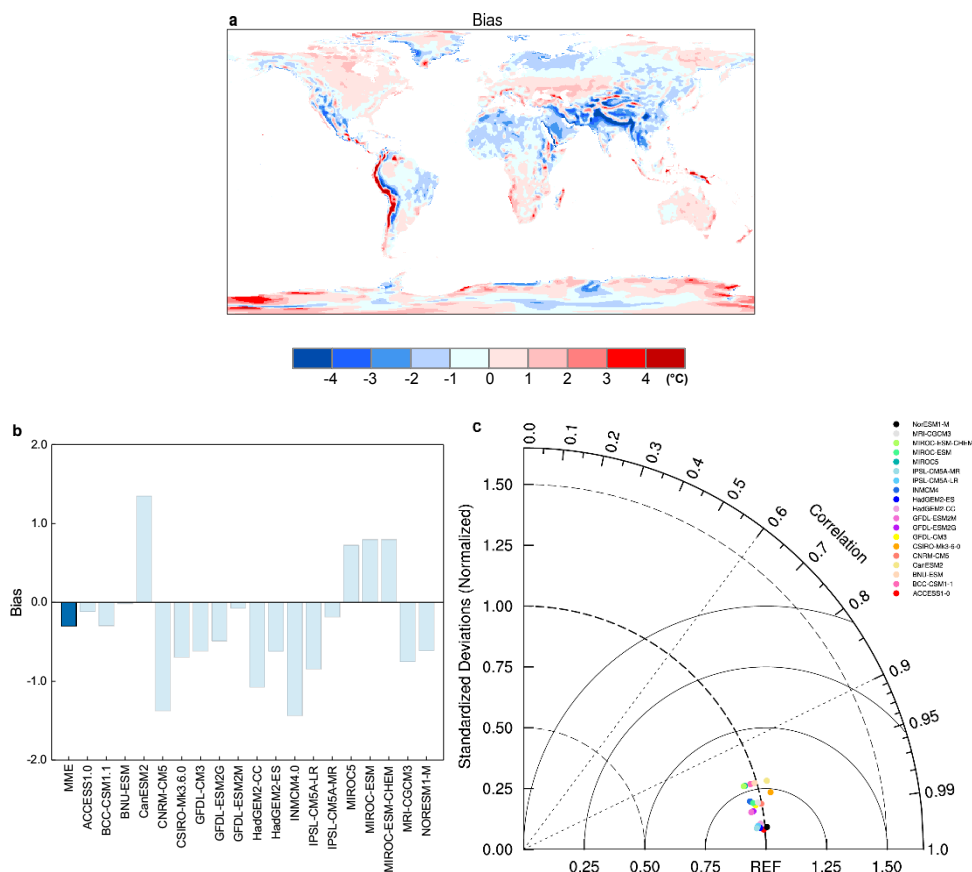 a
Bias
-4 -3 -2 -1 0 1 2 3 4 (°C)
b
2.0
1.0
0.0
-1.0
-2.0
Bias
MME
ACCESS1.0
BCC-CSM1.1
BNU-ESM
CanESM2
CNRM-CM5
CSIRO-Mk3.6.0
GFDL-CM3
GFDL-ESM2G
GFDL-ESM2M
HadGEM2-CC
HadGEM2-ES
INMCM4.0
IPSL-CM5A-LR
IPSL-CM5A-MR
MIROC5
MIROC-ESM
MIROC-ESM-CHEM
MRI-CGCM3
NORESM1-M
c
Standardized Deviations (Normalized)
1.50
1.25
1.00
0.75
0.50
0.25
0.00
0.25 0.50 0.75 REF 1.25 1.50
0.0
0.1
0.2
0.3
0.4
0.5
0.6
0.7
0.8
0.9
0.95
0.99
1.0
Correlation
NorESM1-M
MRI-CGCM3
MIROC-ESM-CHEM
MIROC-ESM
MIROC5
IPSL-CM5A-MR
IPSL-CM5A-LR
INMCM4
HadGEM2-ES
HadGEM2-CC
GFDL-ESM2M
GFDL-ESM2G
GFDL-CM3
CSIRO-Mk3-6-0
CNRM-CM5
CanESM2
BNU-ESM
BCC-CSM1-1
ACCESS1-0